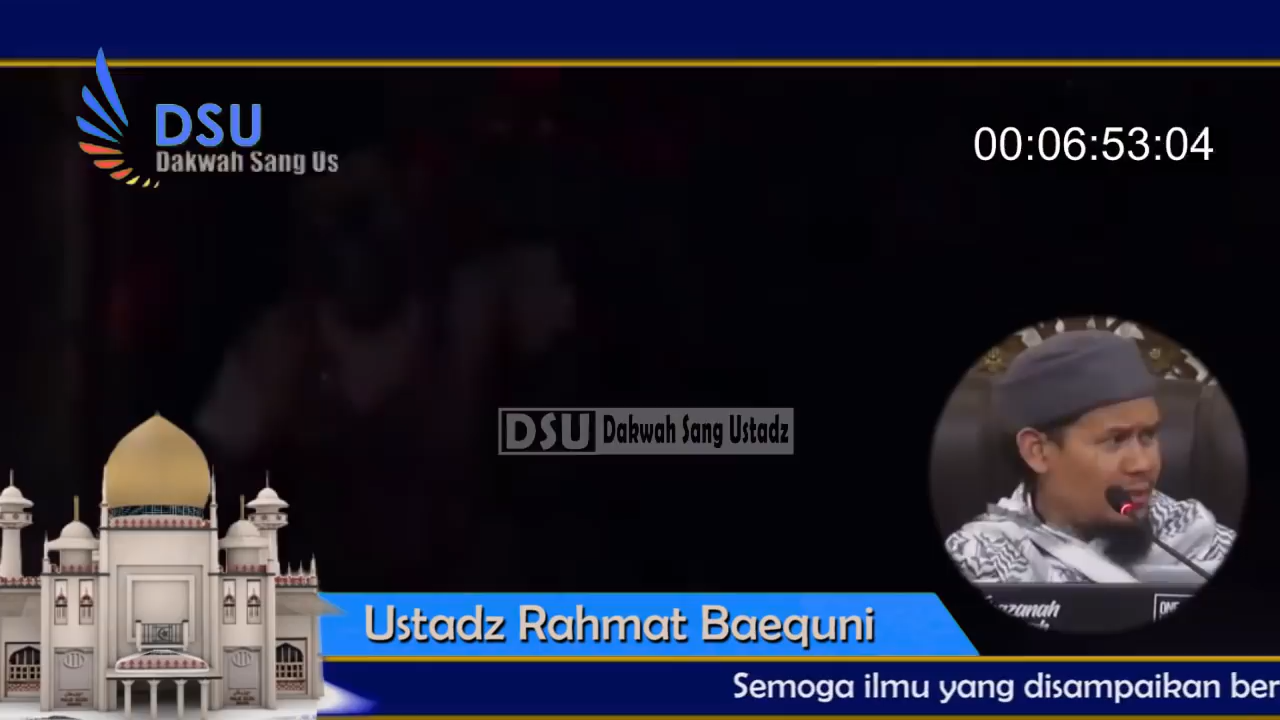 DSU
Dakwah Sang Us
00:06:53:04
DSU Dakwah Sang Ustadz
Ustadz Rahmat Baequni
Semoga ilmu yang disampaikan ber